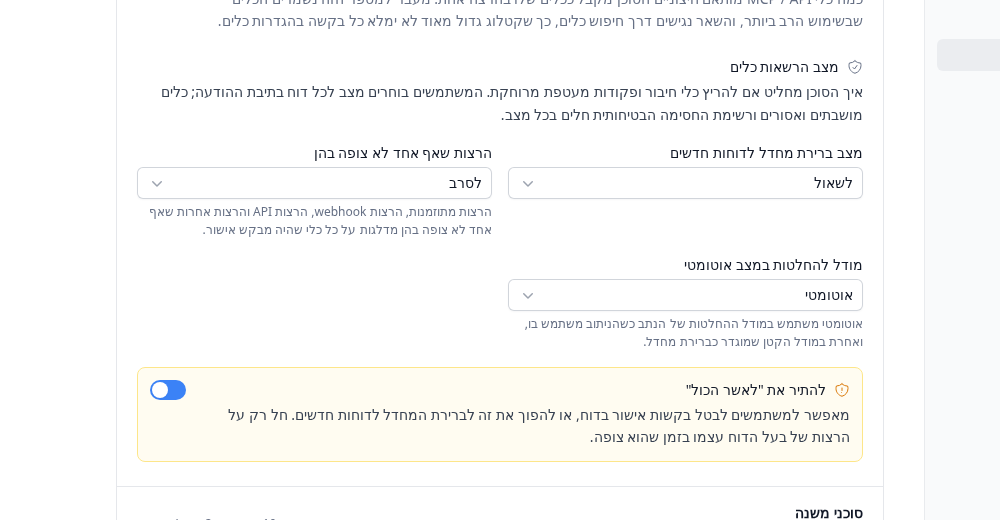 שבשימוש הרב ביותר, והשאר נגישים דרך חיפוש כלים, כך שקטלוג גדול מאוד לא ימלא כל בקשה בהגדרות כלים.
מצב הרשאות כלים
איך הסוכן מחליט אם להריץ כלי חיבור ופקודות מעטפת מרוחקת. המשתמשים בוחרים מצב לכל דוח בתיבת ההודעה; כלים
מושבתים ואסורים ורשימת החסימה הבטיחותית חלים בכל מצב.
מצב ברירת מחדל לדוחות חדשים
לשאול
הרצות שאף אחד לא צופה בהן
לסרב
הרצות מתוזמנות, הרצות webhook, הרצות API והרצות אחרות שאף
אחד לא צופה בהן מדלגות על כל כלי שהיה מבקש אישור.
מודל להחלטות במצב אוטומטי
אוטומטי
אוטומטי משתמש במודל ההחלטות של הנתב כשהניתוב משתמש בו,
ואחרת במודל הקטן שמוגדר כברירת מחדל.
להתיר את "לאשר הכול"
מאפשר למשתמשים לבטל בקשות אישור בדוח, או להפוך את זה לברירת המחדל לדוחות חדשים. חל רק על
הרצות של בעל הדוח עצמו בזמן שהוא צופה.
סוכני משנה